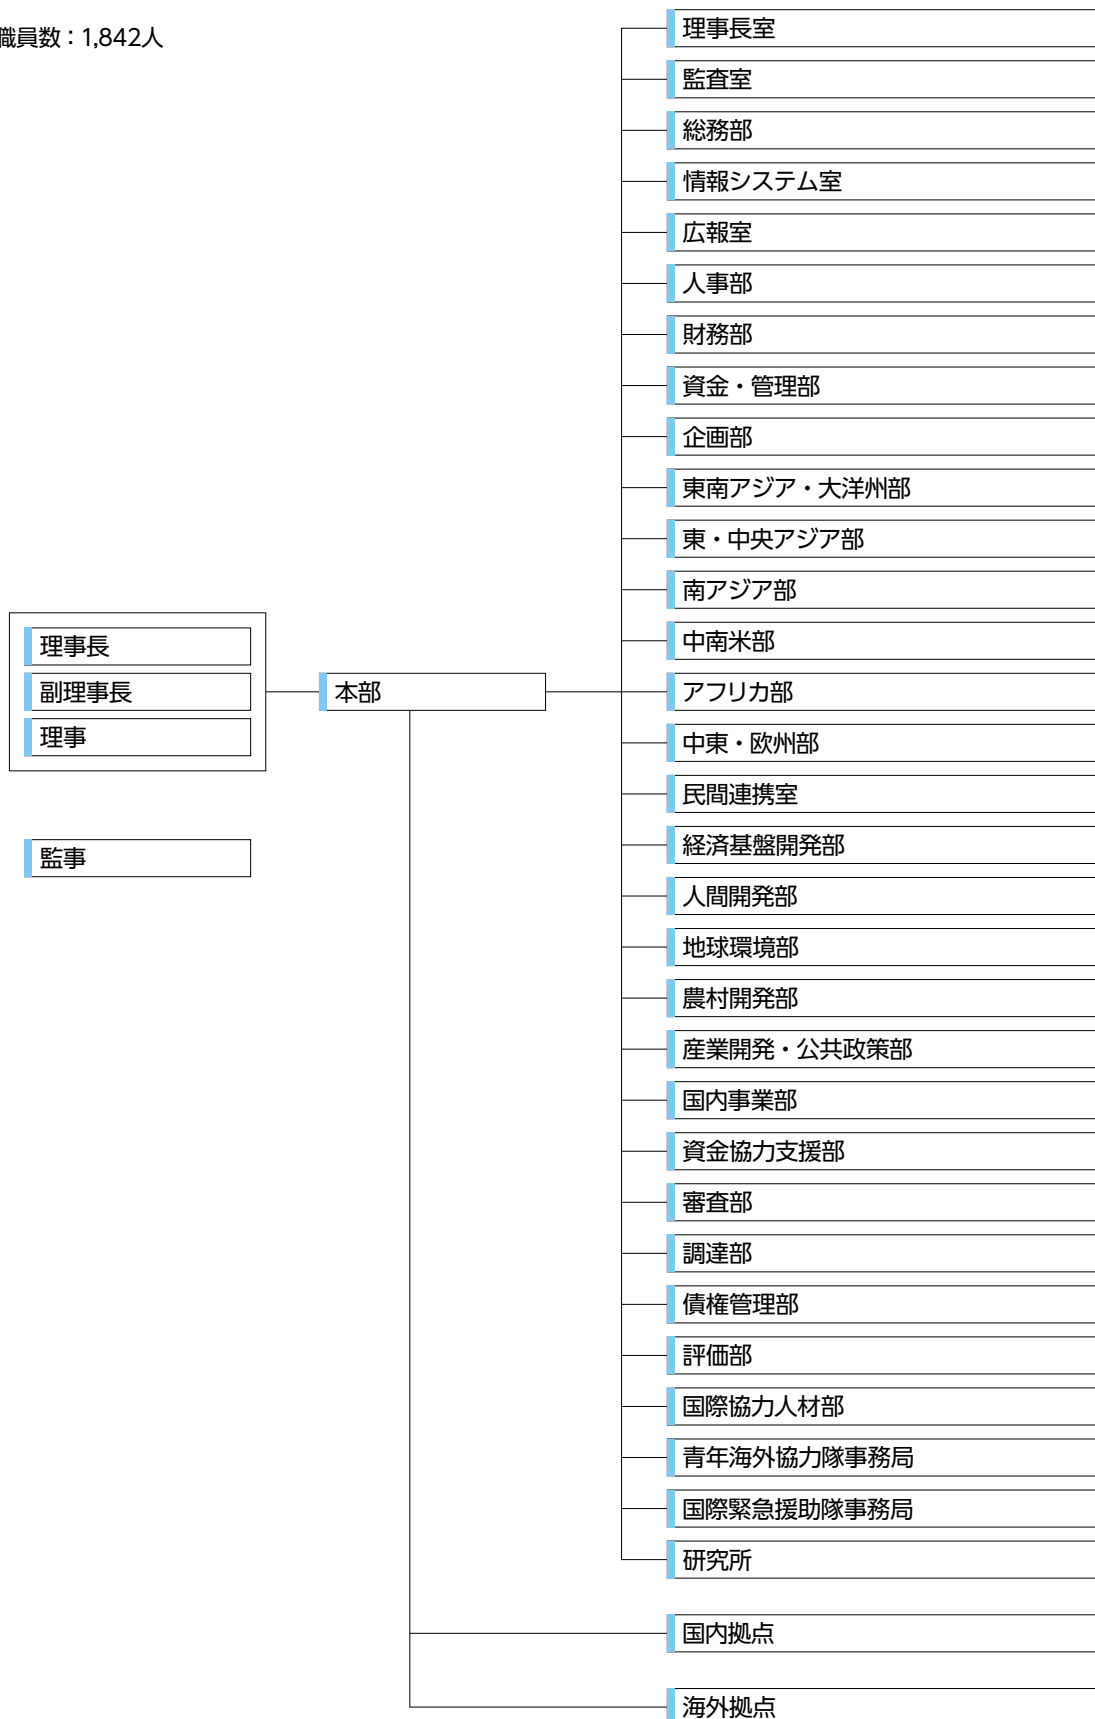 職員数：1,842人
理事長
副理事長
理事
監事
本部
理事長室
監査室
総務部
情報システム室
広報室
人事部
財務部
資金・管理部
企画部
東南アジア・大洋州部
東・中央アジア部
南アジア部
中南米部
アフリカ部
中東・欧州部
民間連携室
経済基盤開発部
人間開発部
地球環境部
農村開発部
産業開発・公共政策部
国内事業部
資金協力支援部
審査部
調達部
債権管理部
評価部
国際協力人材部
青年海外協力隊事務局
国際緊急援助隊事務局
研究所
国内拠点
海外拠点